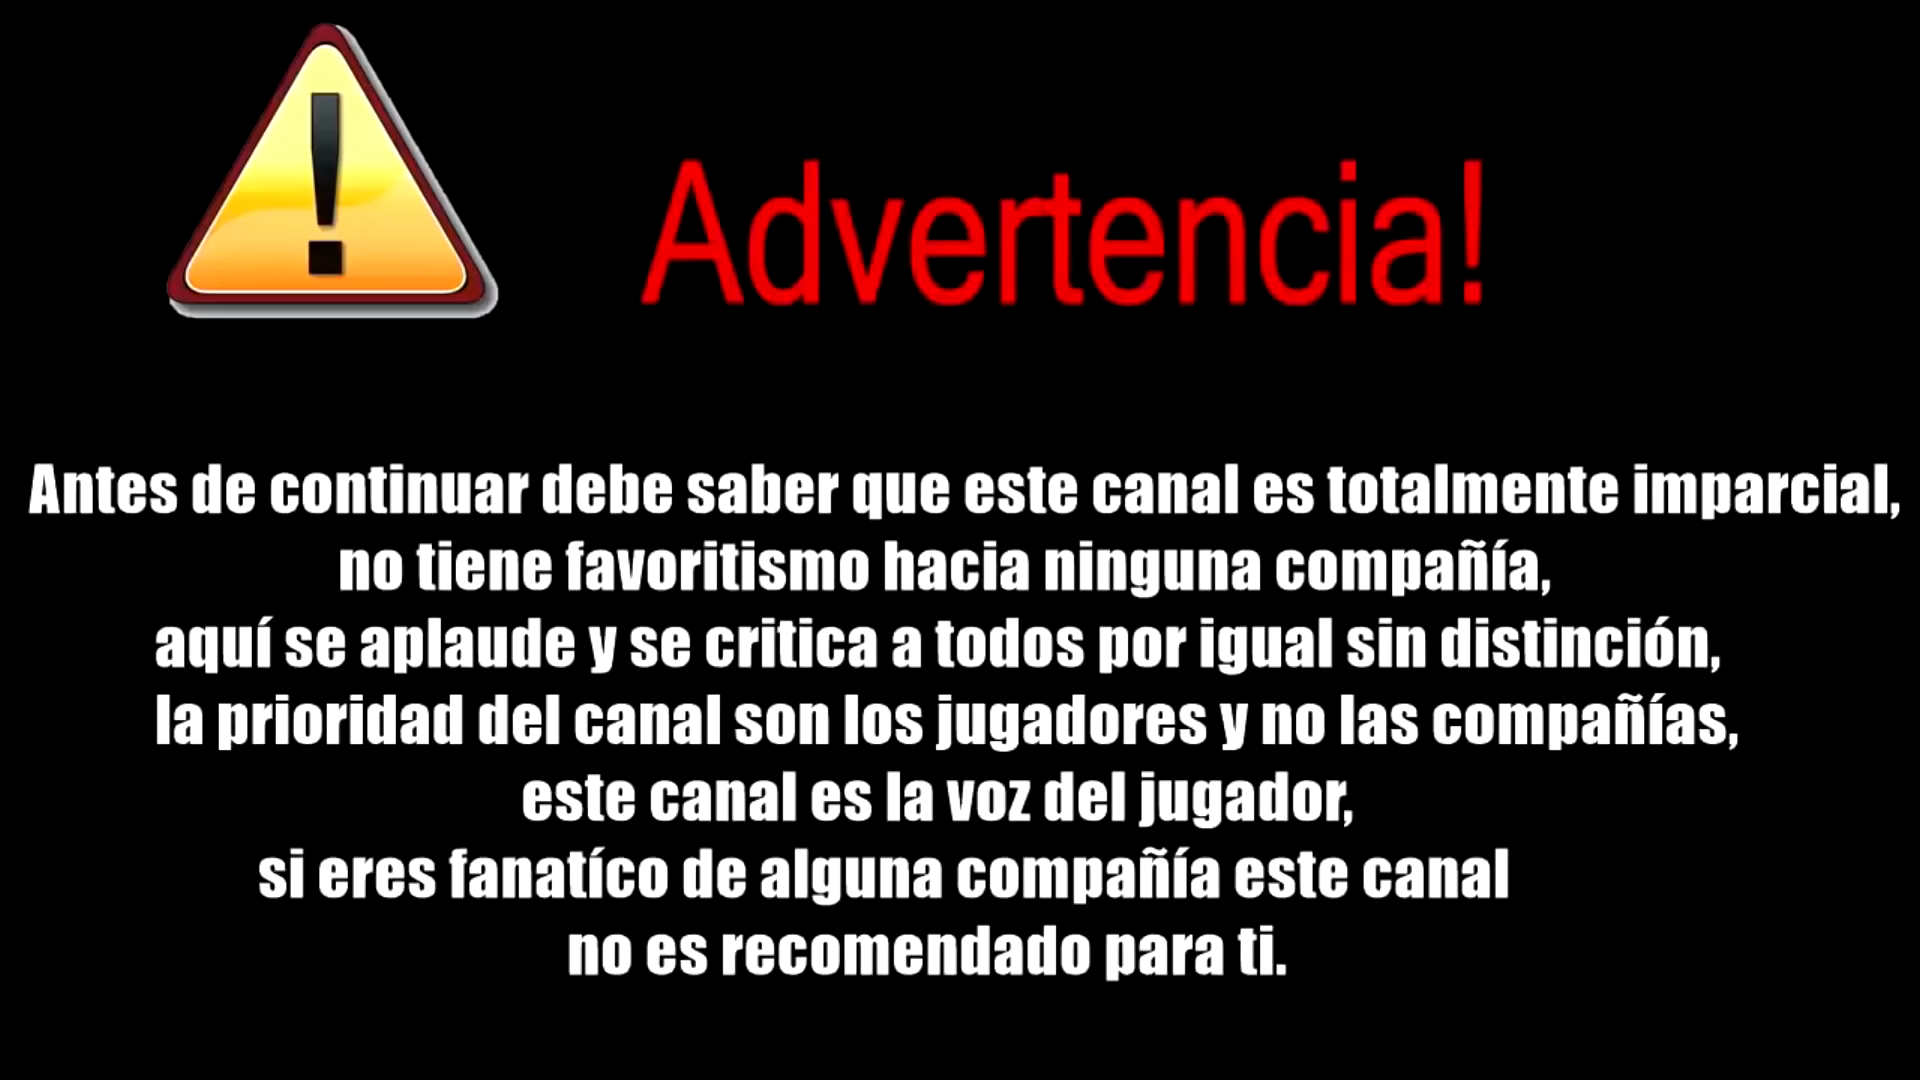 !
Advertencia!
Antes de continuar debe saber que este canal es totalmente imparcial,
no tiene favoritismo hacia ninguna compañía,
aquí se aplaude y se critica a todos por igual sin distinción,
la prioridad del canal son los jugadores y no las compañías,
este canal es la voz del jugador,
si eres fanatíco de alguna compañía este canal
no es recomendado para ti.